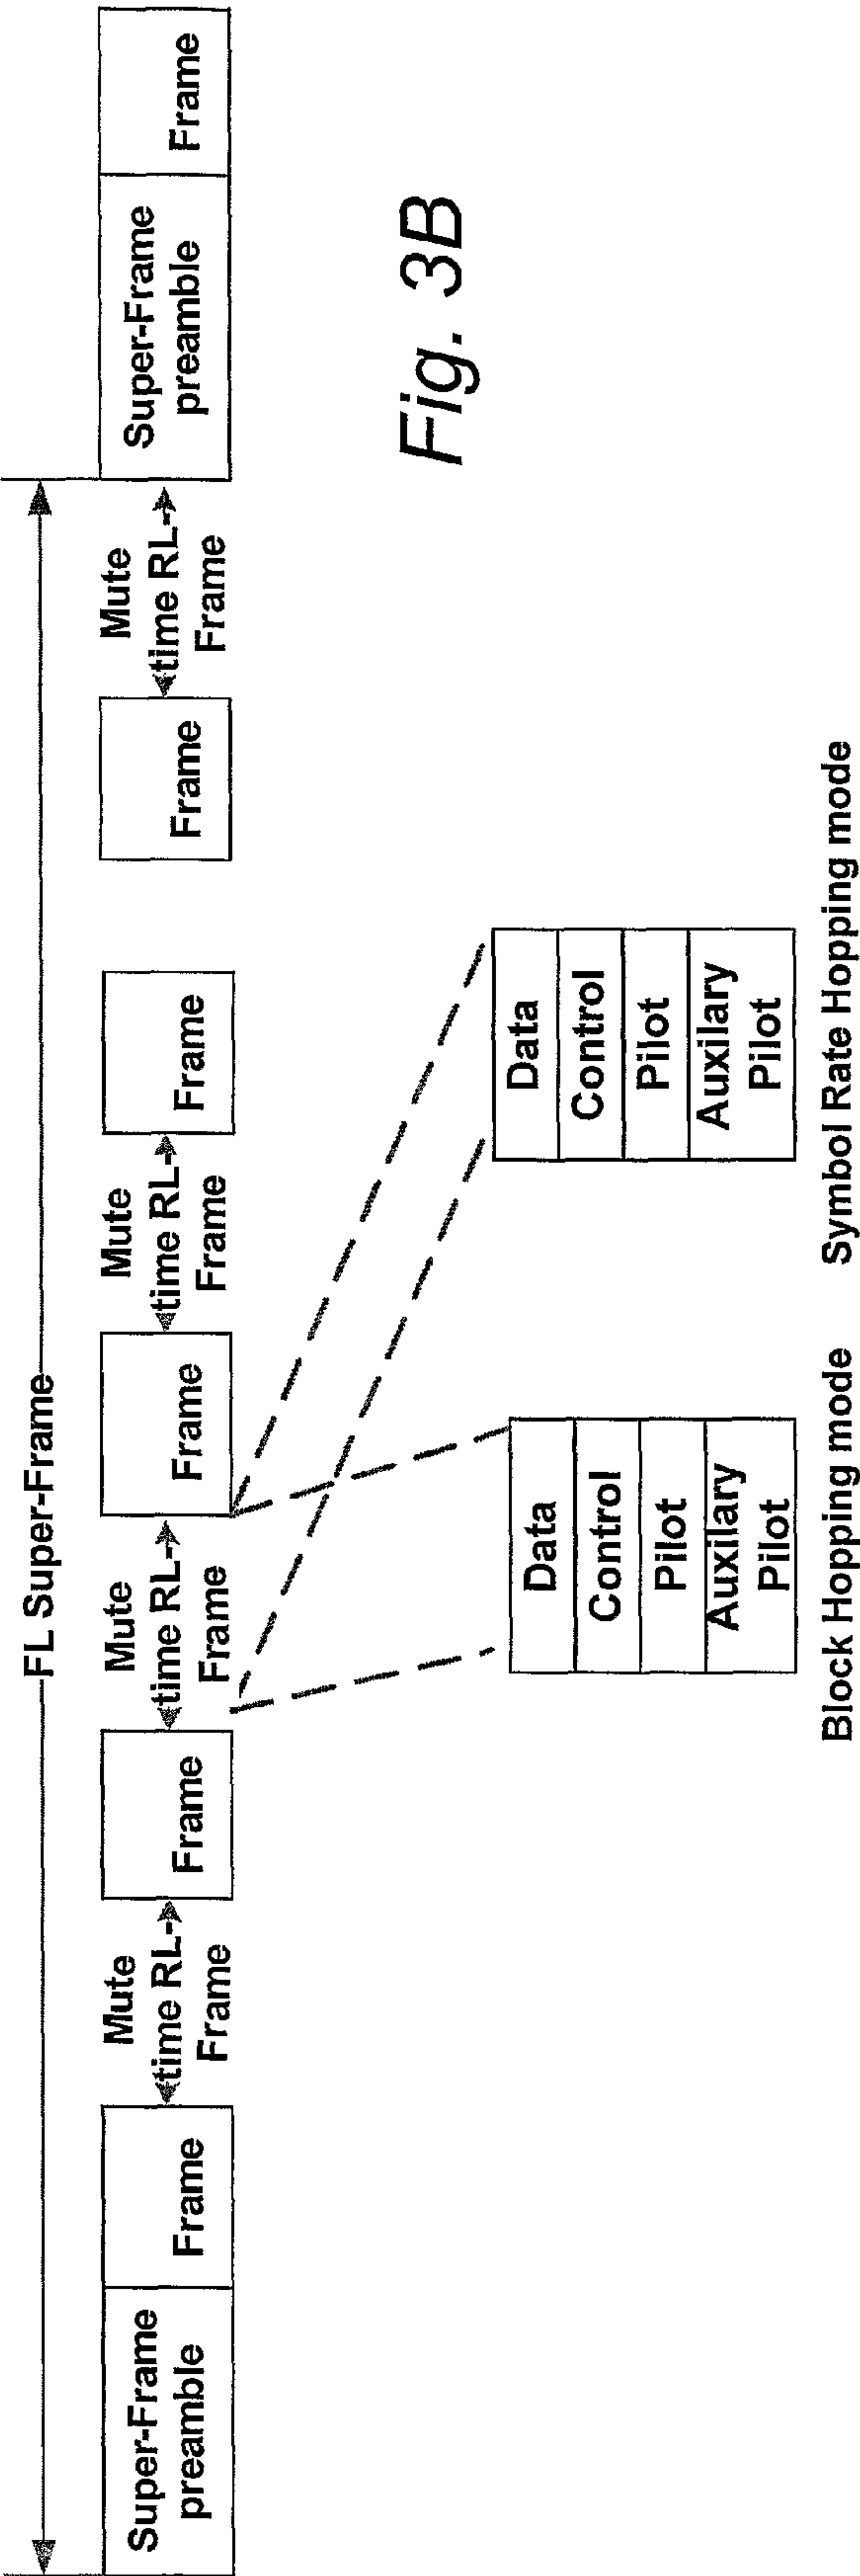 FL Super-Frame
Super-Frame
preamble
Frame
Mute
time RL-
Frame
Frame
Mute
time RL-
Frame
Frame
Mute
time RL-
Frame
Frame
Frame
Mute
time RL-
Frame
Super-Frame
preamble
Frame
Data
Control
Pilot
Auxilary
Pilot
Block Hopping mode
Data
Control
Pilot
Auxilary
Pilot
Symbol Rate Hopping mode
Fig. 3B